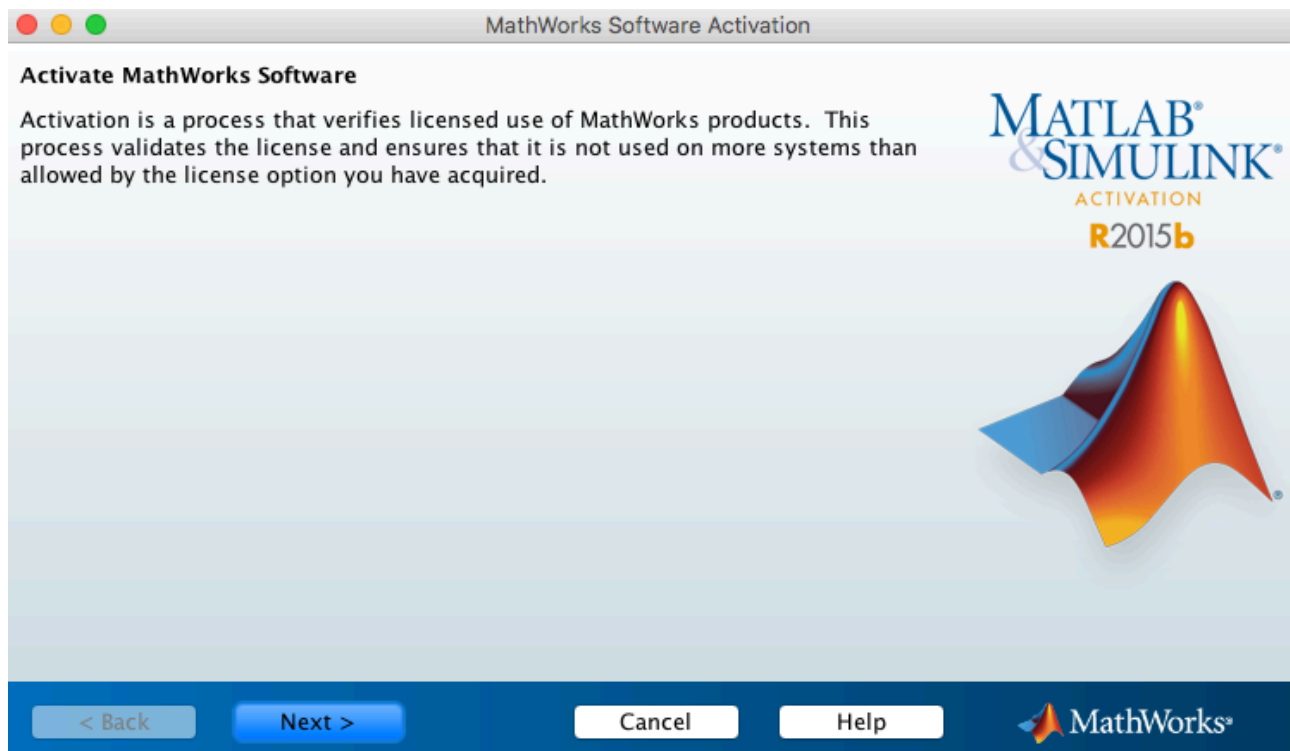 MathWorks Software Activation
Activate MathWorks Software
Activation is a process that verifies licensed use of MathWorks products.  This
process validates the license and ensures that it is not used on more systems than
allowed by the license option you have acquired.
MATLAB®
&SIMULINK®
ACTIVATION
R2015b
®
< Back
Next >
Cancel
Help
MathWorks®